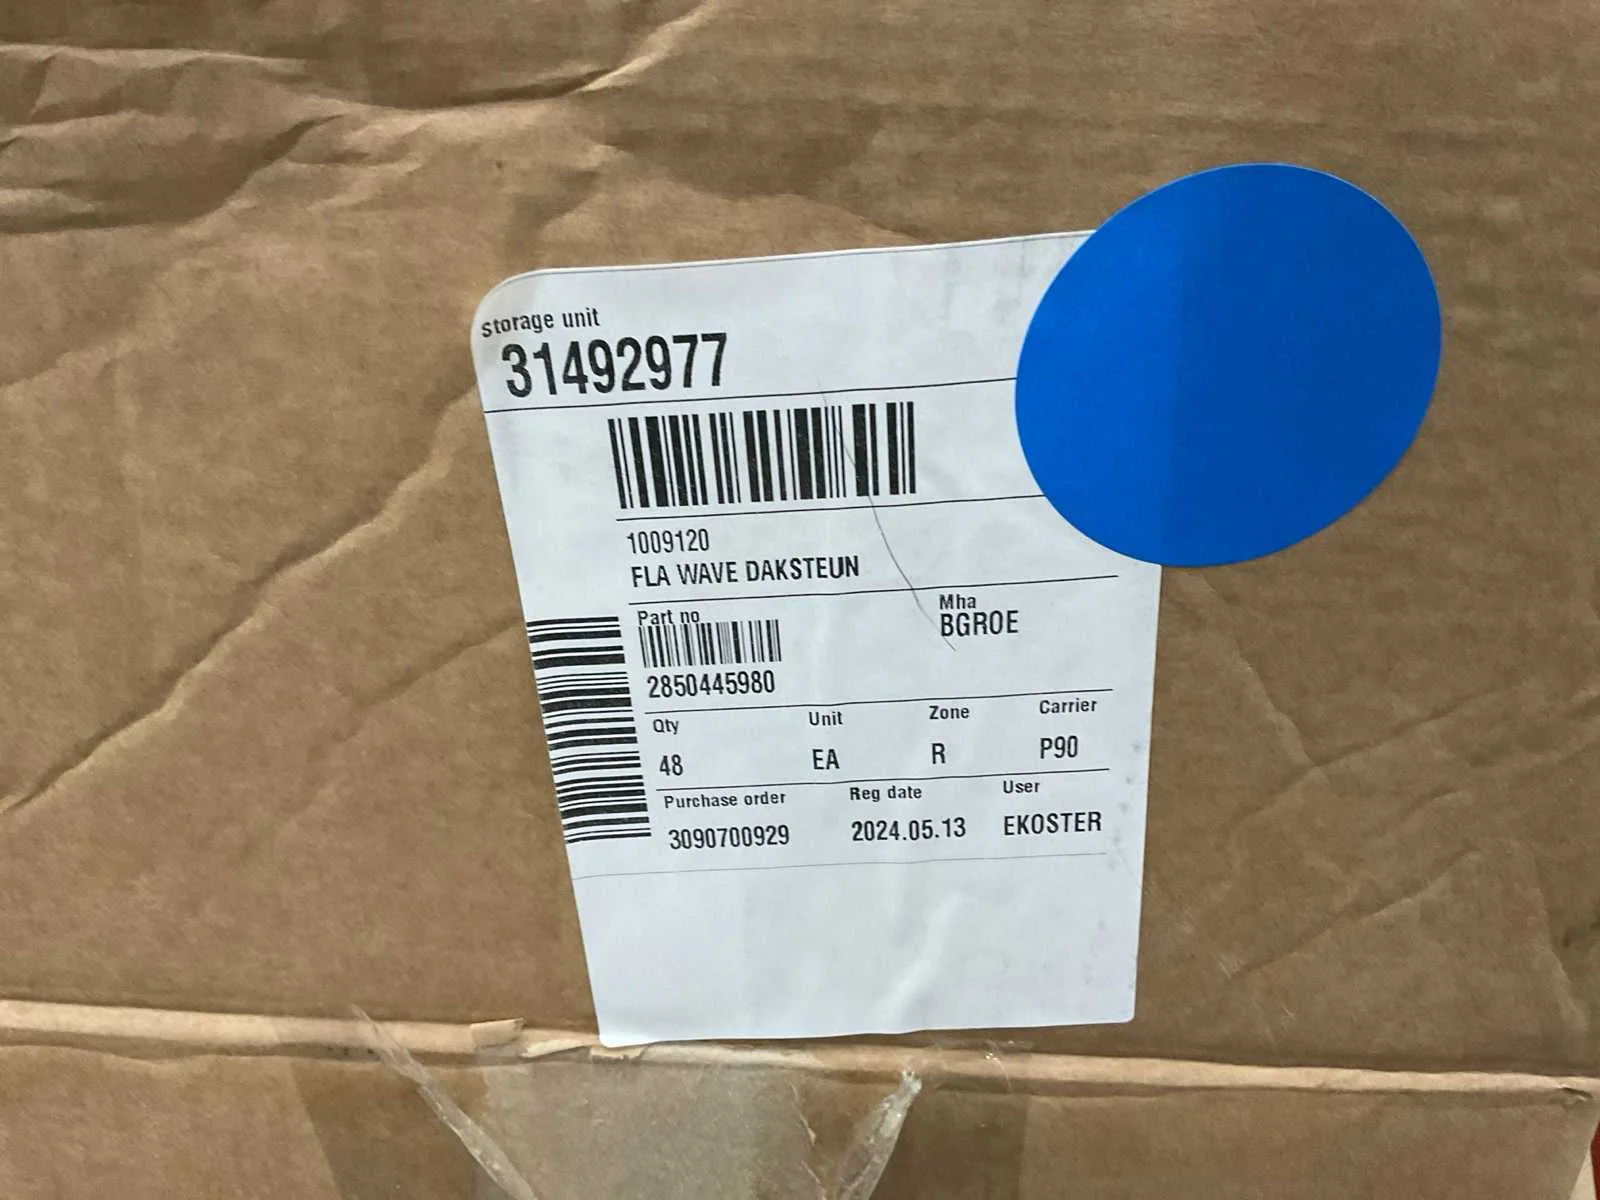 Storage unit
31492977
1009120
FLA WAVE DAKSTEUN
Part no
Mha
BGROE
2850445980
Qty Unit Zone Carrier
48 EA R P90
Purchase order Reg date User
3090700929 2024.05.13 EKOSTER